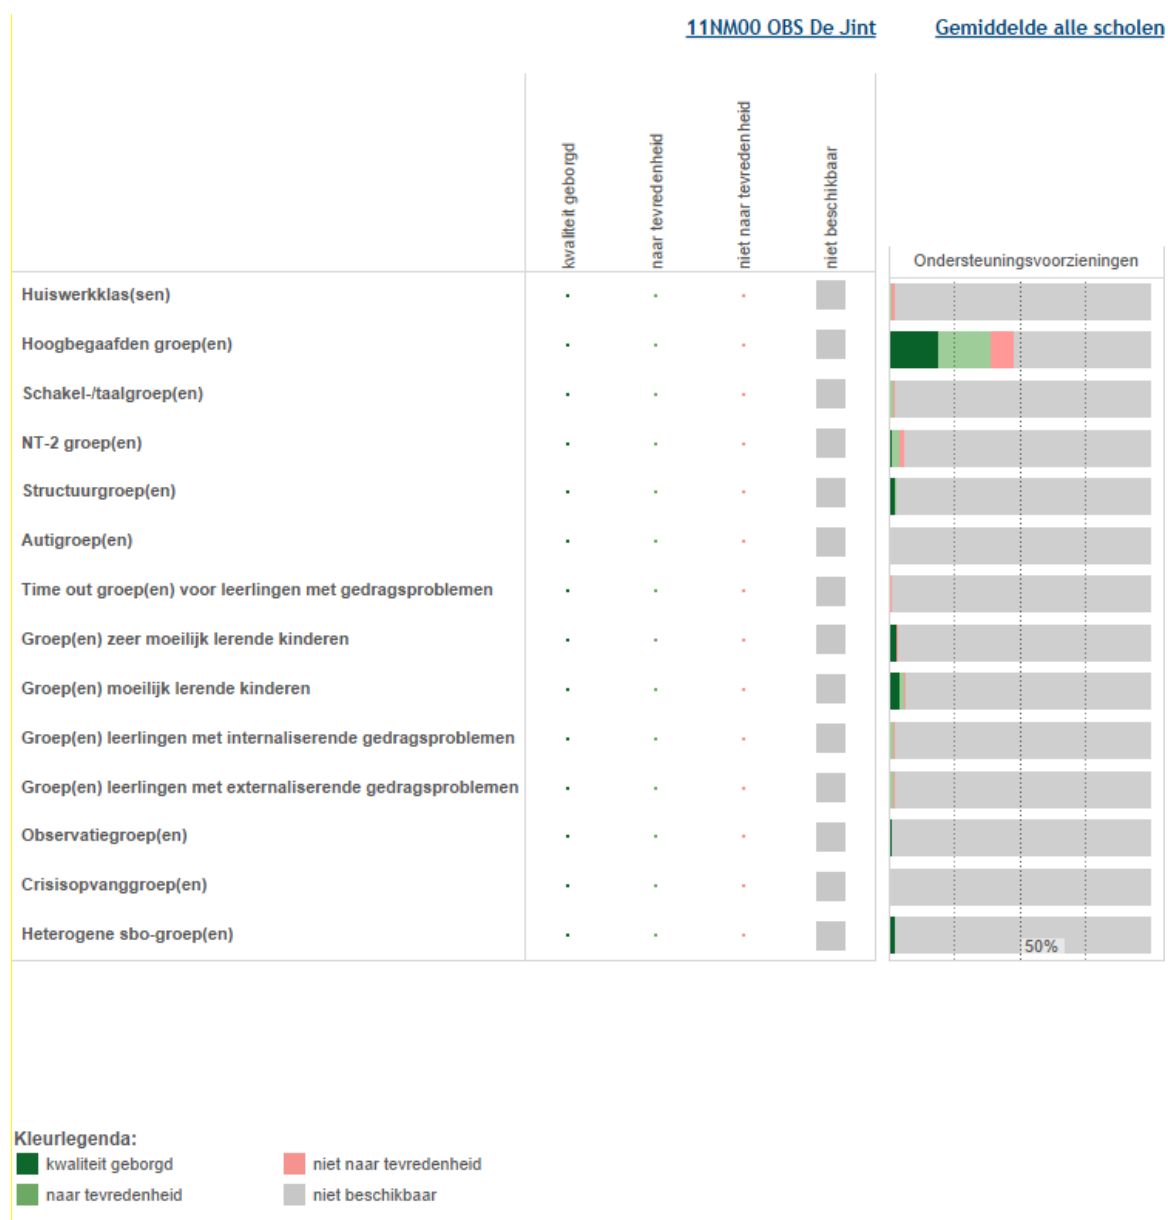 11NM00 OBS De Jint
Gemiddelde alle scholen
kwaliteit geborgd
naar tevredenheid
niet naar tevredenheid
niet beschikbaar
Ondersteuningsvoorzieningen
Huiswerkklas(sen)
Hoogbegaafden groep(en)
Schakel-/taalgroep(en)
NT-2 groep(en)
Structuurgroep(en)
Autigroep(en)
Time out groep(en) voor leerlingen met gedragsproblemen
Groep(en) zeer moeilijk lerende kinderen
Groep(en) moeilijk lerende kinderen
Groep(en) leerlingen met internaliserende gedragsproblemen
Groep(en) leerlingen met externaliserende gedragsproblemen
Observatiegroep(en)
Crisisopvanggroep(en)
Heterogene sbo-groep(en)
50%
Kleurlegenda:
kwaliteit geborgd
niet naar tevredenheid
naar tevredenheid
niet beschikbaar